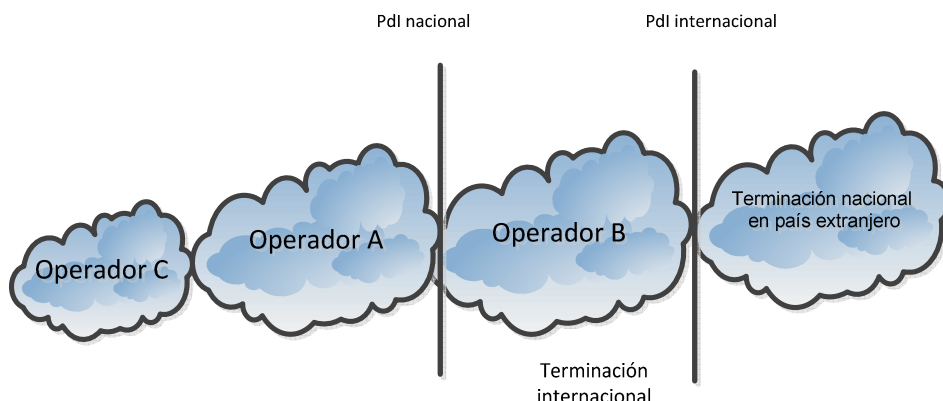 PdI nacional
PdI internacional
Operador C
Operador A
Operador B
Terminación nacional
en país extranjero
Terminación
internacional